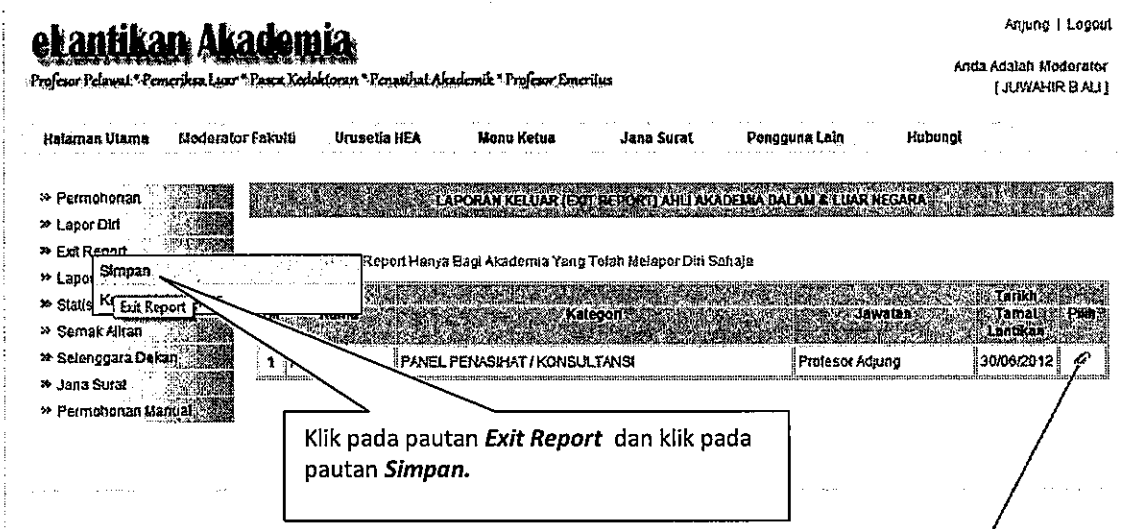 eLantikan Akademia
Anjung | Logout
Profesor Pelawat * Pemeriksa Luar * Pasca Kedoktoran * Penasihat Akademik * Profesor Emeritus
Anda Adalah Moderator
[ JUWAHIR B ALI ]
Halaman Utama Moderator Fakulti Urusetia HEA Menu Ketua Jana Surat Pengguna Lain Hubungi
» Permohonan
LAPORAN KELUAR (EXIT REPORT) AHLI AKADEMIA DALAM & LUAR NEGARA
» Lapor Diri
» Exit Report
Report Hanya Bagi Akademia Yang Telah Melapor Diri Sahaja
» Lapo
Simpan
» Statis
Exit Report
Kategori Jawatan Tarikh Tamat Lantikan Pilih
» Semak Aliran
» Selenggara Dekan
1 PANEL PENASIHAT / KONSULTANSI Profesor Adjung 30/06/2012
» Jana Surat
» Permohonan Manual
Klik pada pautan Exit Report dan klik pada
pautan Simpan.